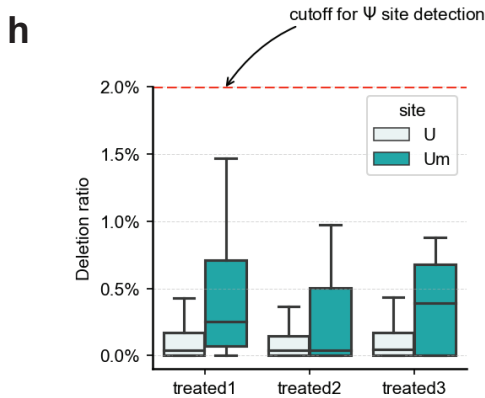 h
cutoff for Ψ site detection
2.0%
1.5%
1.0%
0.5%
0.0%
Deletion ratio
site
U
Um
treated1 treated2 treated3